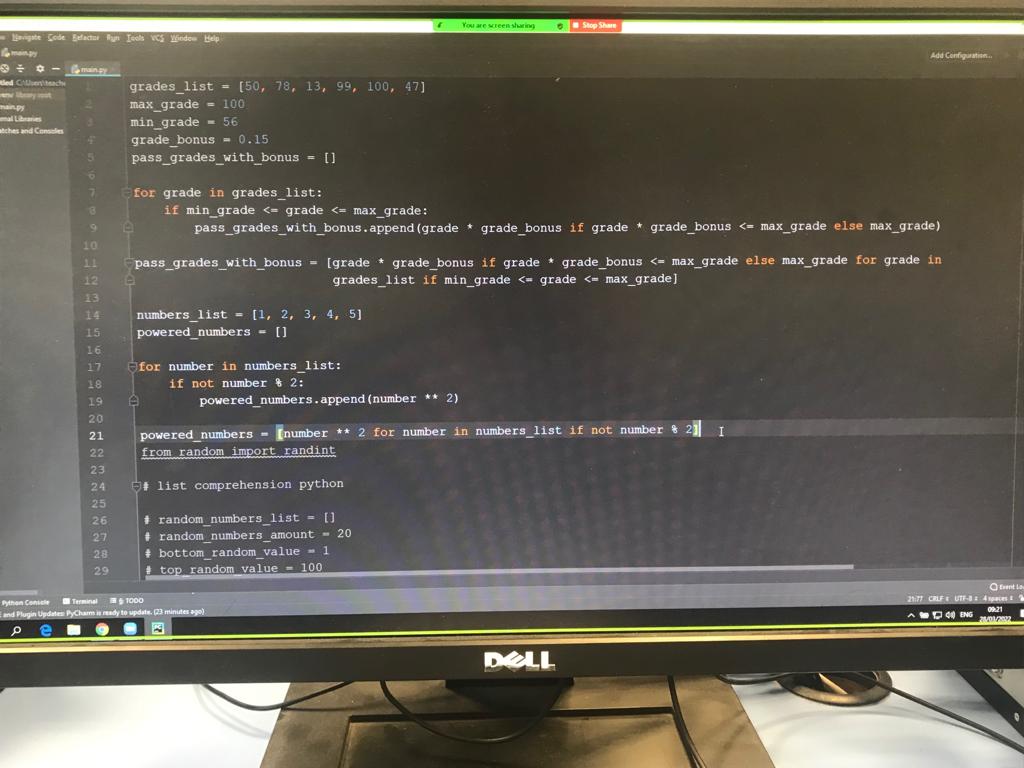 You are screen sharing Stop Share
Navigate Code Refactor Run Tools VCS Window Help
main.py
Add Configuration...
main.py
library root
main.py
1 grades_list = [50, 78, 13, 99, 100, 47]
2 max_grade = 100
3 min_grade = 56
4 grade_bonus = 0.15
5 pass_grades_with_bonus = []
6
7 for grade in grades_list:
8 if min_grade <= grade <= max_grade:
9 pass_grades_with_bonus.append(grade * grade_bonus if grade * grade_bonus <= max_grade else max_grade)
10
11 pass_grades_with_bonus = [grade * grade_bonus if grade * grade_bonus <= max_grade else max_grade for grade in
12 grades_list if min_grade <= grade <= max_grade]
13
14 numbers_list = [1, 2, 3, 4, 5]
15 powered_numbers = []
16
17 for number in numbers_list:
18 if not number % 2:
19 powered_numbers.append(number ** 2)
20
21 powered_numbers = [number ** 2 for number in numbers_list if not number % 2]
22 from random import randint
23
24 # list comprehension python
25
26 # random_numbers_list = []
27 # random_numbers_amount = 20
28 # bottom_random_value = 1
29 # top_random_value = 100
Python Console Terminal 6: TODO
Event Lo
and Plugin Updates: PyCharm is ready to update. (23 minutes ago)
21:77 CRLF UTF-8 4 spaces
ENG
09:21
28/03/2022
DELL